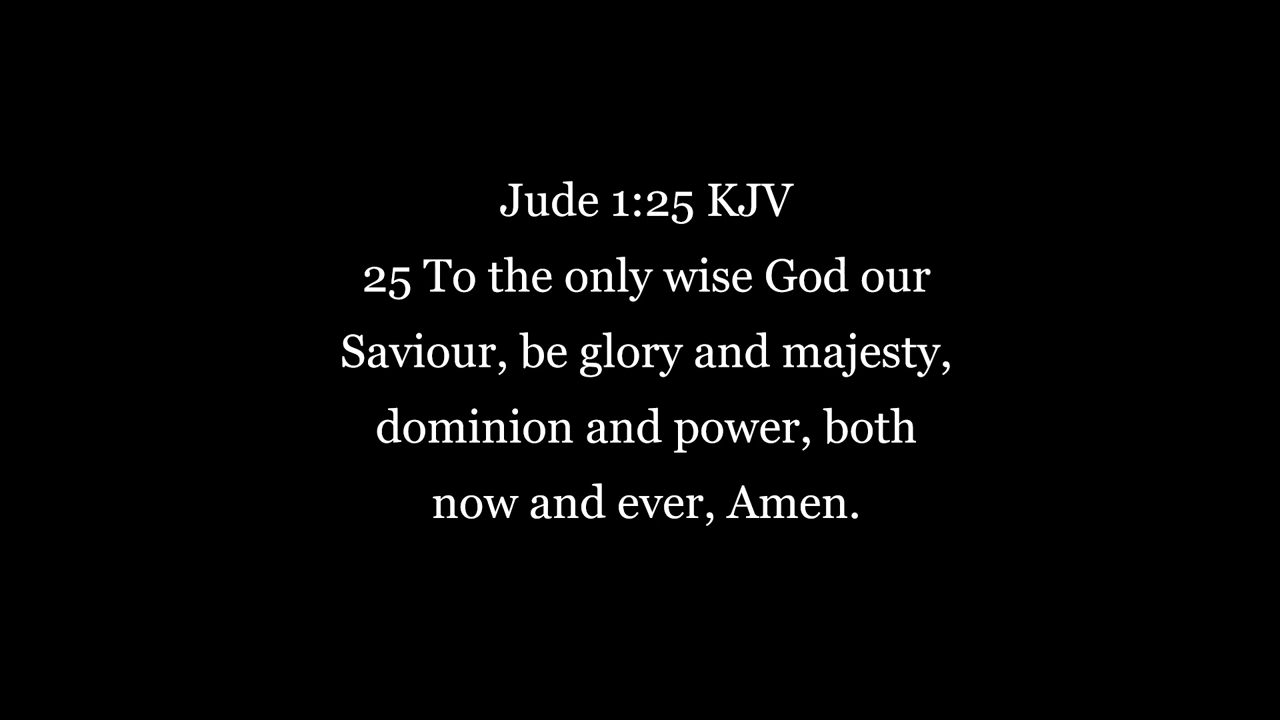 Jude 1:25 KJV
25 To the only wise God our
Saviour, be glory and majesty,
dominion and power, both
now and ever, Amen.